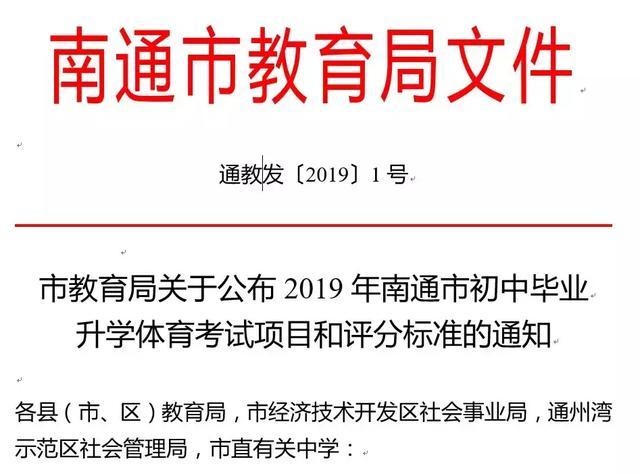 南通市教育局文件
通教发〔2019〕1 号
市教育局关于公布 2019 年南通市初中毕业
升学体育考试项目和评分标准的通知
各县（市、区）教育局，市经济技术开发区社会事业局，通州湾
示范区社会管理局，市直有关中学：